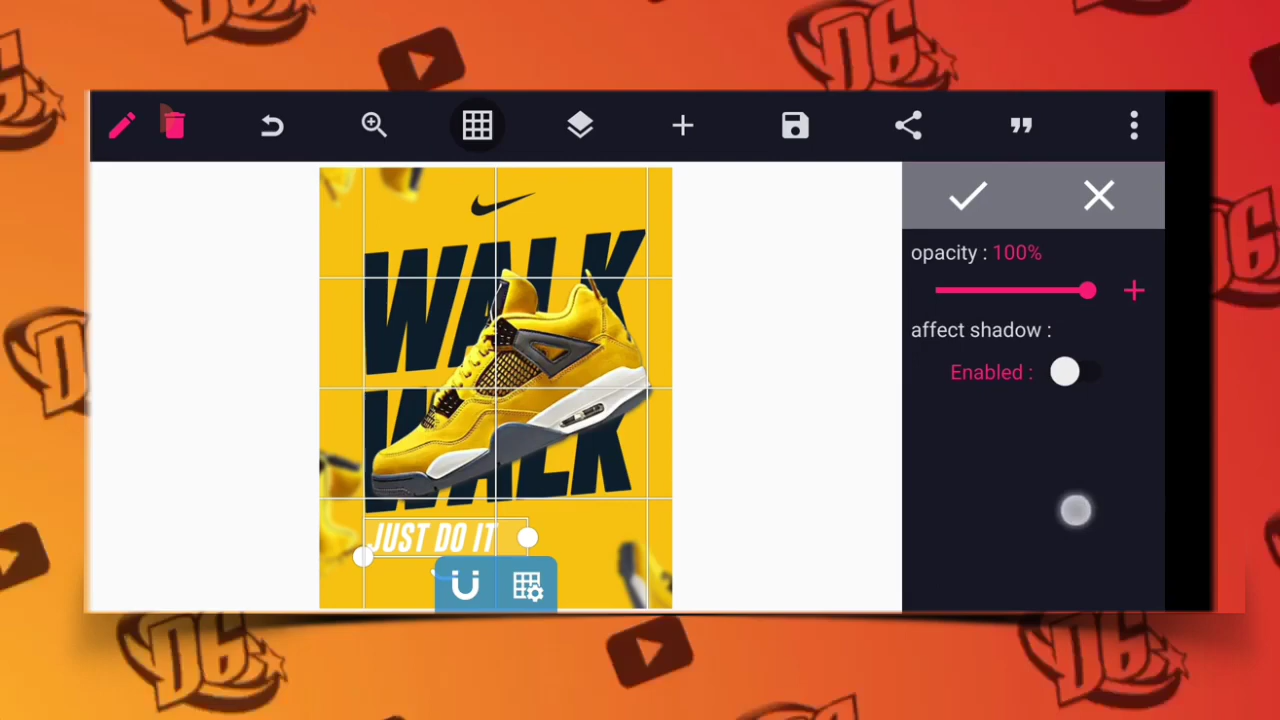 opacity : 100%
affect shadow :
Enabled :
WALK
WALK
JUST DO IT